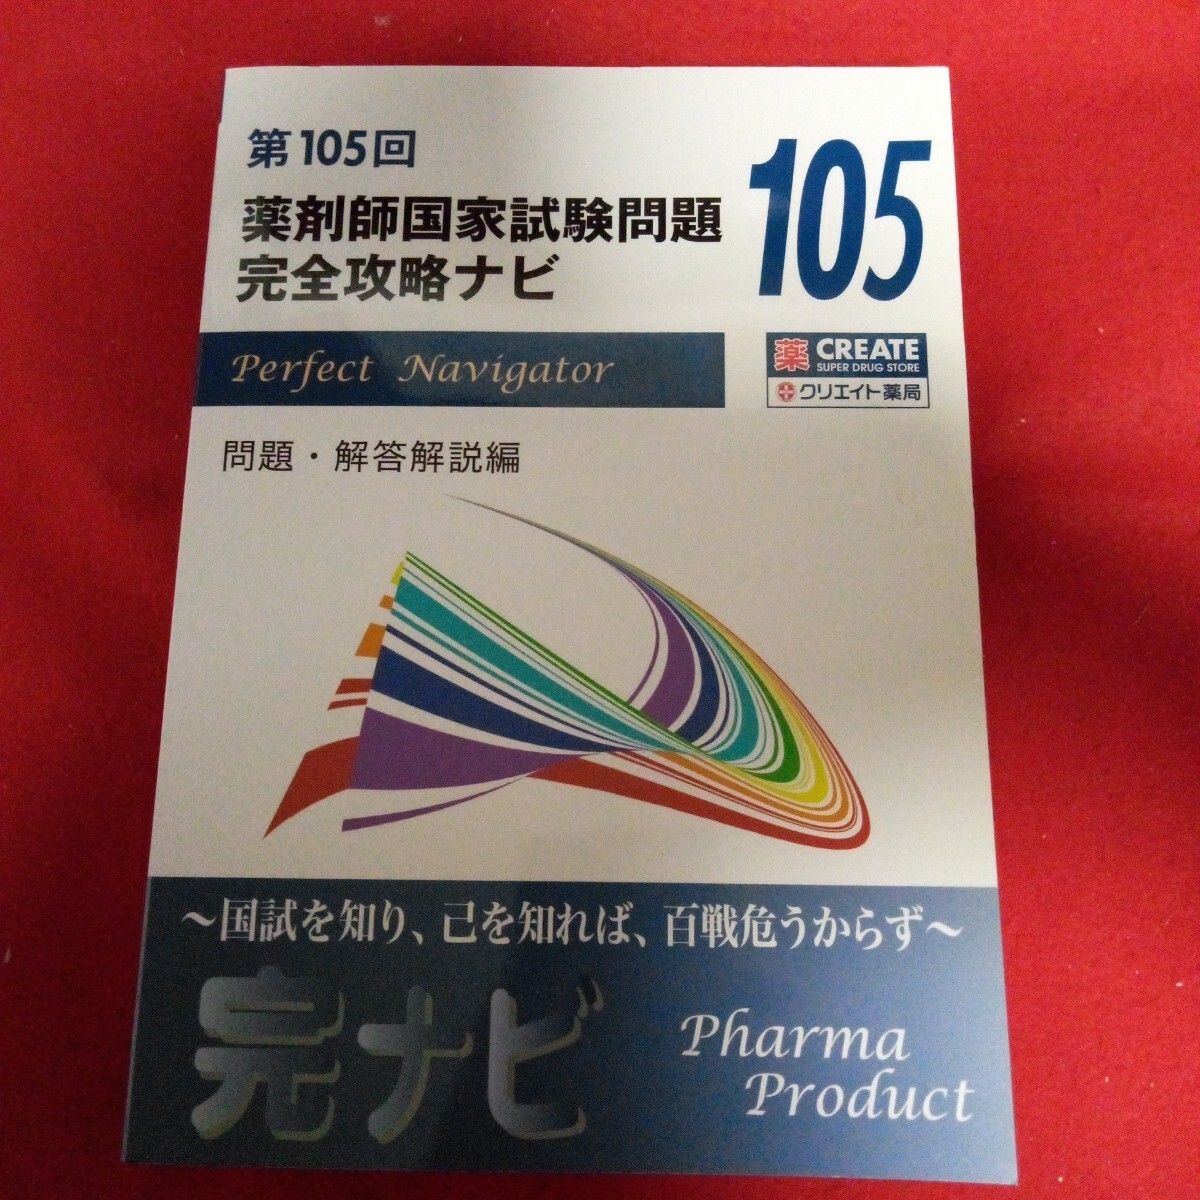 第105回
105
薬剤師国家試験問題
完全攻略ナビ
Perfect Navigator
薬 CREATE
SUPER DRUG STORE
クリエイト薬局
問題・解答解説編
～国試を知り、己を知れば、百戦危うからず～
完ナビ
Pharma
Product